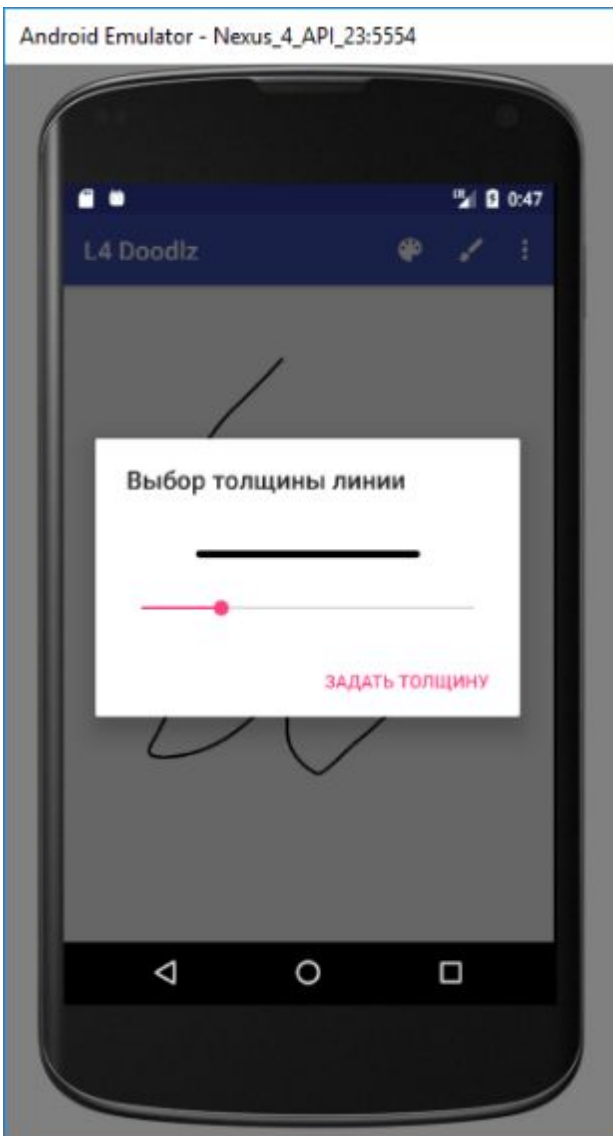 Android Emulator - Nexus_4_API_23:5554
0:47
L4 Doodlz
Выбор толщины линии
ЗАДАТЬ ТОЛЩИНУ